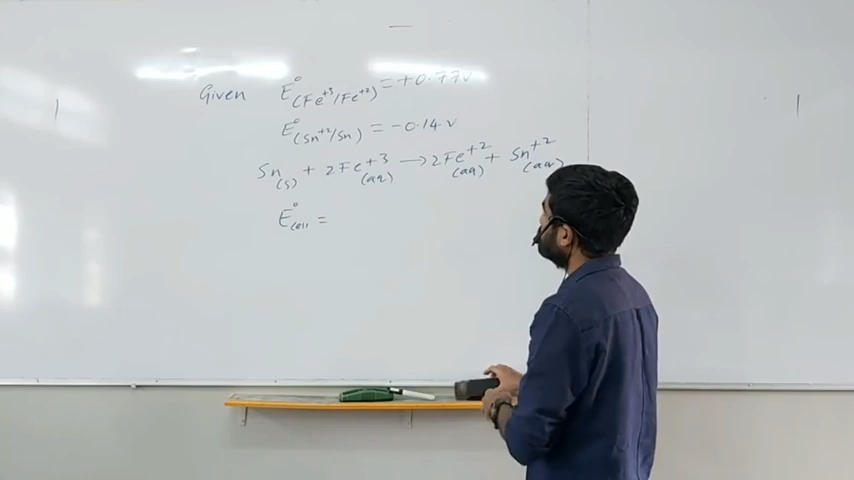 Given E°(Fe+3/Fe+2) = +0.77v
E°(Sn+2/Sn) = -0.14 v
Sn(s) + 2Fe+3(aq) → 2Fe+2(aq) + Sn+2(aq)
E°cell =